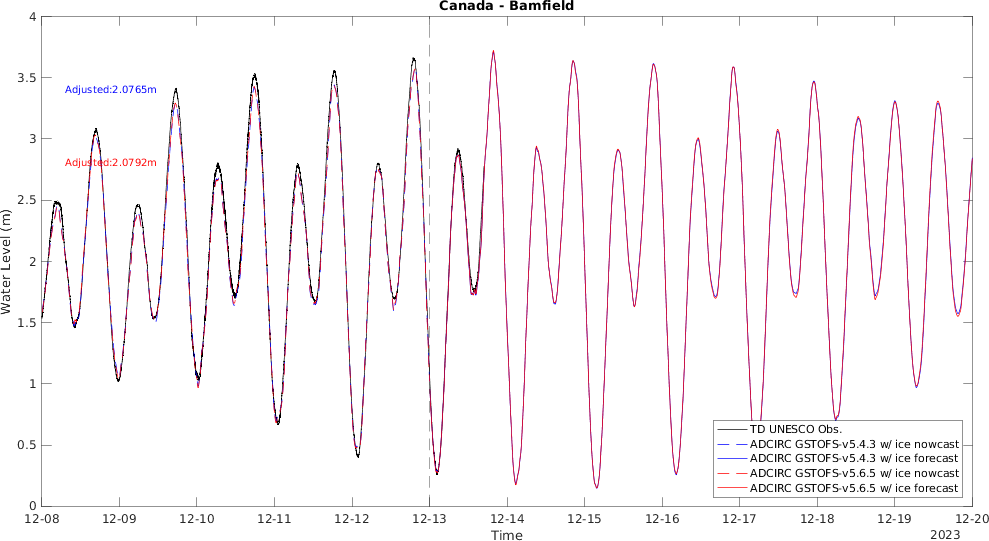 Canada - Bamfield
4
3.5
3
2.5
2
1.5
1
0.5
0
Water Level (m)
Adjusted:2.0765m
Adjusted:2.0792m
TD UNESCO Obs.
ADCIRC GSTOFS-v5.4.3 w/ ice nowcast
ADCIRC GSTOFS-v5.4.3 w/ ice forecast
ADCIRC GSTOFS-v5.6.5 w/ ice nowcast
ADCIRC GSTOFS-v5.6.5 w/ ice forecast
12-08 12-09 12-10 12-11 12-12 12-13 12-14 12-15 12-16 12-17 12-18 12-19 12-20
Time
2023